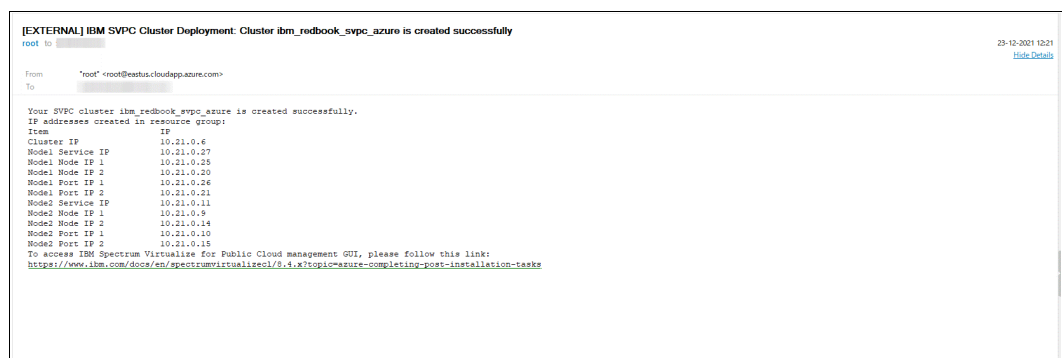 [EXTERNAL] IBM SVPC Cluster Deployment: Cluster ibm_redbook_svpc_azure is created successfully
root to
23-12-2021 12:21
Hide Details
From "root" <root@eastus.cloudapp.azure.com>
To
Your SVPC cluster ibm_redbook_svpc_azure is created successfully.
IP addresses created in resource group:
Item IP
Cluster IP 10.21.0.6
Node1 Service IP 10.21.0.27
Node1 Node IP 1 10.21.0.25
Node1 Node IP 2 10.21.0.20
Node1 Port IP 1 10.21.0.26
Node1 Port IP 2 10.21.0.21
Node2 Service IP 10.21.0.11
Node2 Node IP 1 10.21.0.9
Node2 Node IP 2 10.21.0.14
Node2 Port IP 1 10.21.0.10
Node2 Port IP 2 10.21.0.15
To access IBM Spectrum Virtualize for Public Cloud management GUI, please follow this link:
https://www.ibm.com/docs/en/spectrumvirtualizecl/8.4.x?topic=azure-completing-post-installation-tasks